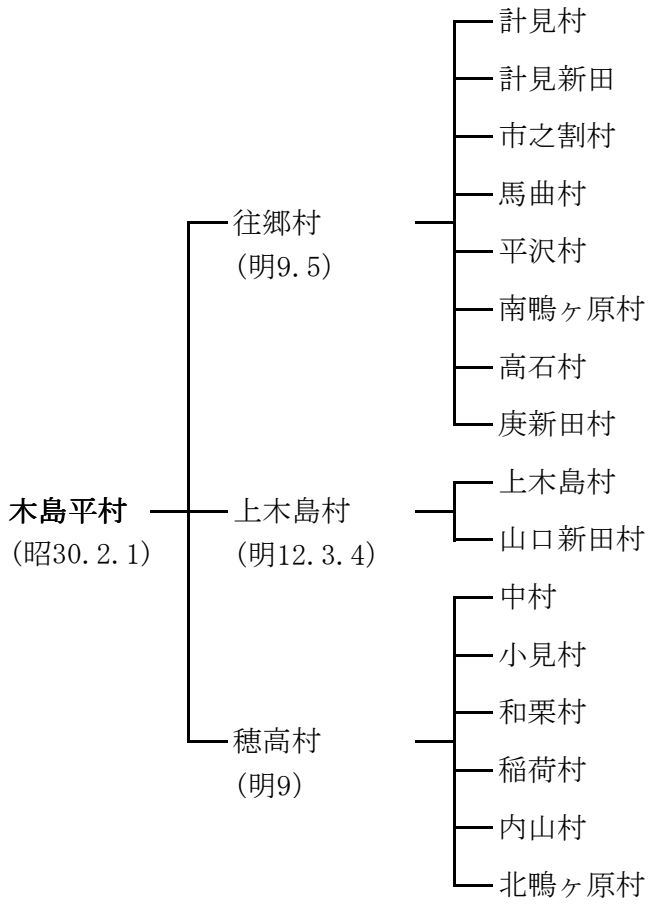 計見村
計見新田
市之割村
馬曲村
往郷村
(明9.5)
平沢村
南鴨ヶ原村
高石村
庚新田村
上木島村
木島平村
(昭30.2.1)
上木島村
(明12.3.4)
山口新田村
中村
小見村
和栗村
穂高村
(明9)
稲荷村
内山村
北鴨ヶ原村